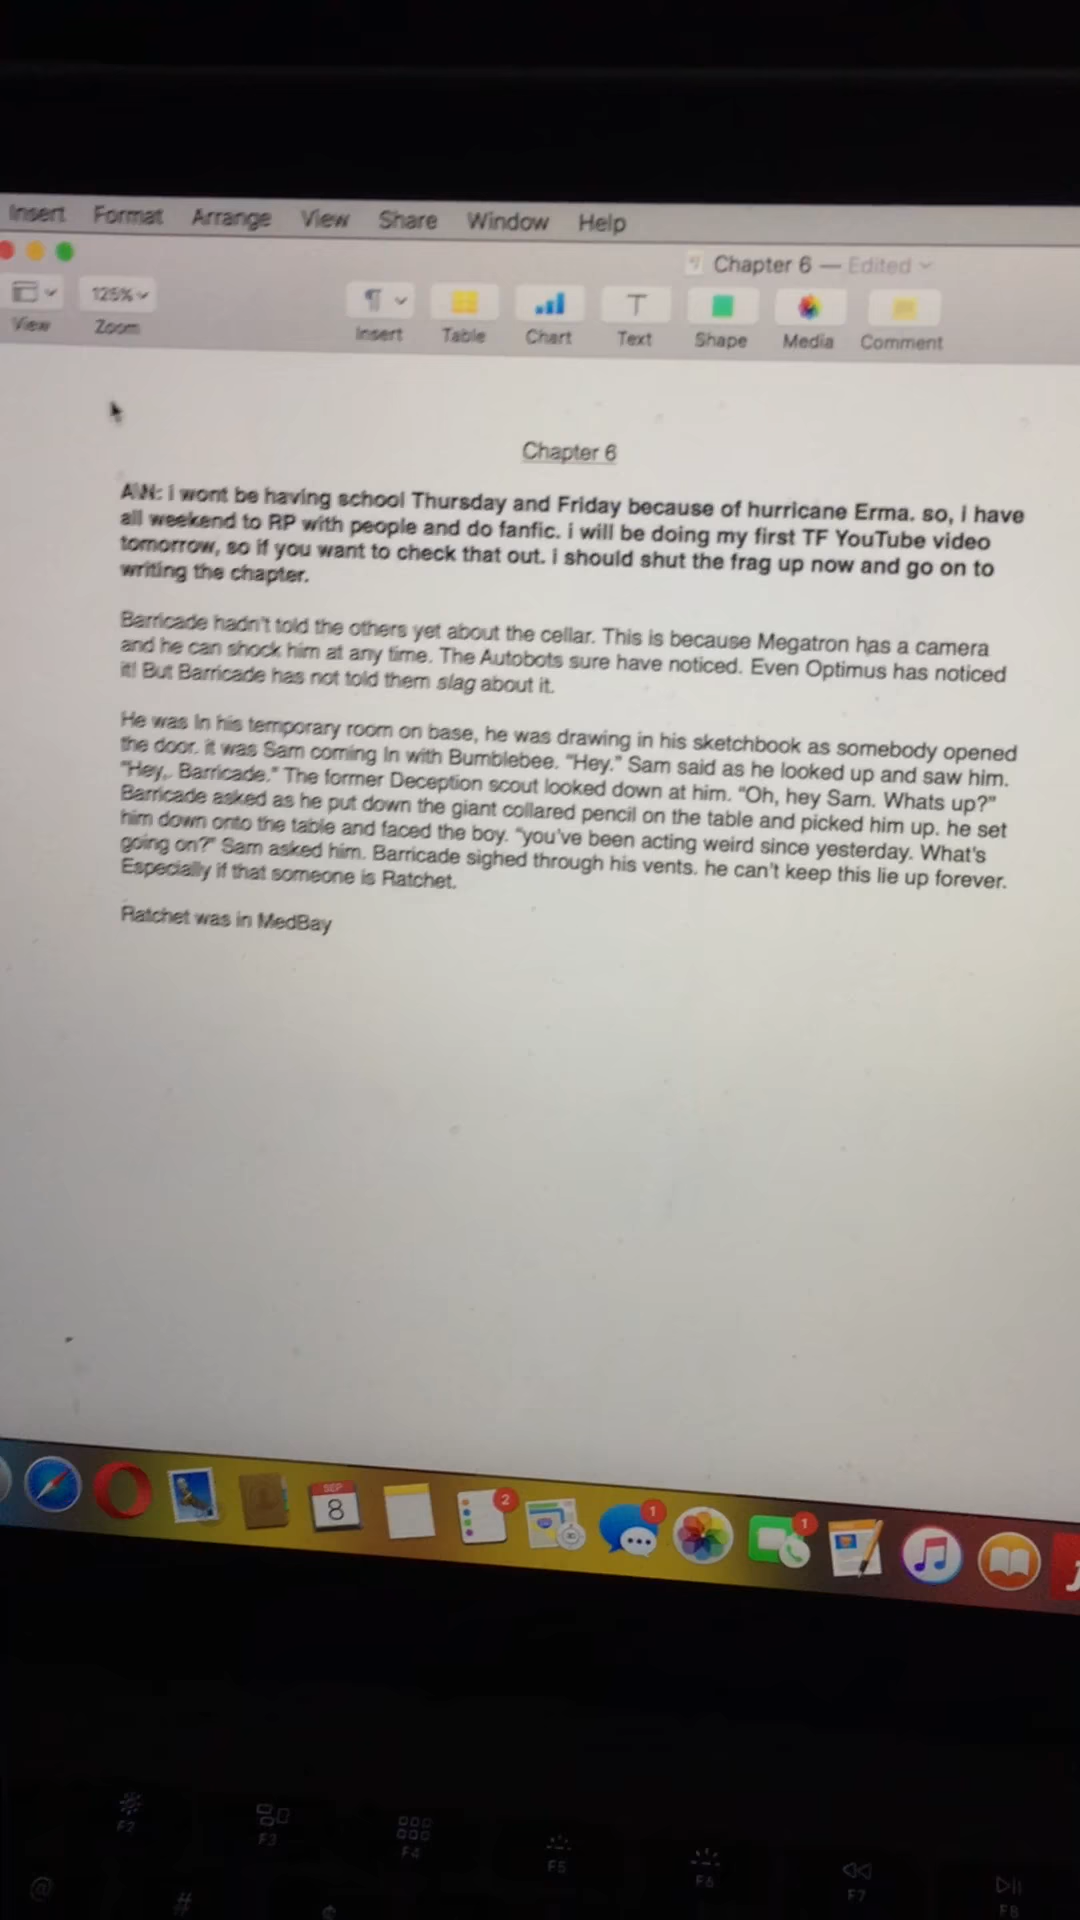 Insert Format Arrange View Share Window Help
Chapter 6 — Edited
125%
View Zoom Insert Table Chart Text Shape Media Comment
Chapter 6
A\N: i wont be having school Thursday and Friday because of hurricane Erma. so, i have
all weekend to RP with people and do fanfic. i will be doing my first TF YouTube video
tomorrow, so if you want to check that out. i should shut the frag up now and go on to
writing the chapter.
Barricade hadn't told the others yet about the cellar. This is because Megatron has a camera
and he can shock him at any time. The Autobots sure have noticed. Even Optimus has noticed
it! But Barricade has not told them slag about it.
He was In his temporary room on base, he was drawing in his sketchbook as somebody opened
the door. it was Sam coming In with Bumblebee. "Hey." Sam said as he looked up and saw him.
"Hey,. Barricade." The former Deception scout looked down at him. "Oh, hey Sam. Whats up?"
Barricade asked as he put down the giant collared pencil on the table and picked him up. he set
him down onto the table and faced the boy. "you've been acting weird since yesterday. What's
going on?" Sam asked him. Barricade sighed through his vents. he can't keep this lie up forever.
Especially if that someone is Ratchet.
Ratchet was in MedBay
SEP
8
2
1
1
F2
F3
F4
F5
F6
F7
F8
@
#